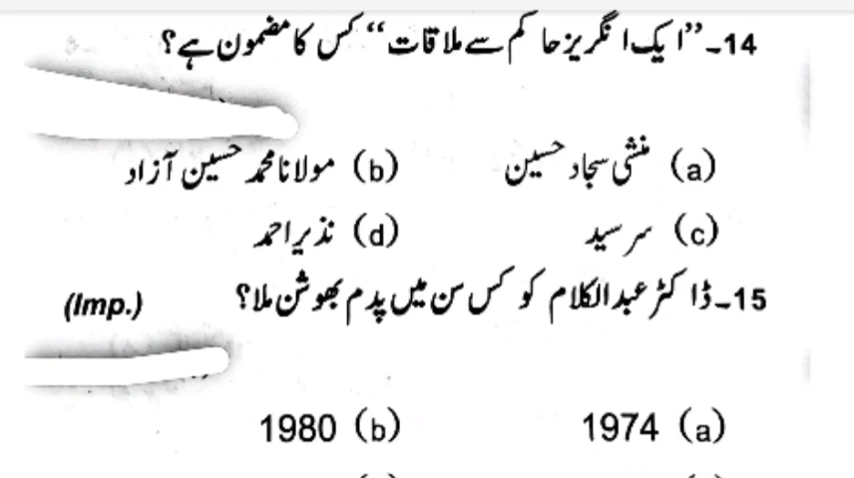 14۔ ”ایک انگریز حاکم سے ملاقات“ کس کا مضمون ہے؟
(a) منشی سجاد حسین (b) مولانا محمد حسین آزاد
(c) سر سید (d) نذیر احمد
15۔ ڈاکٹر عبدالکلام کو کس سن میں پدم بھوشن ملا؟ (Imp.)
(a) 1974 (b) 1980